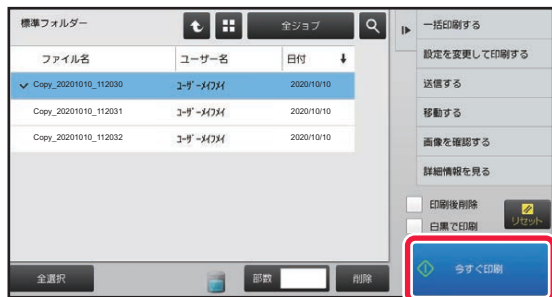 標準フォルダー
全ジョブ
ファイル名 ユーザー名 日付
Copy_20201010_112030 ユーザーメイフメイ 2020/10/10
Copy_20201010_112031 ユーザーメイフメイ 2020/10/10
Copy_20201010_112032 ユーザーメイフメイ 2020/10/10
全選択
部数
削除
一括印刷する
設定を変更して印刷する
送信する
移動する
画像を確認する
詳細情報を見る
印刷後削除
白黒で印刷
リセット
今すぐ印刷